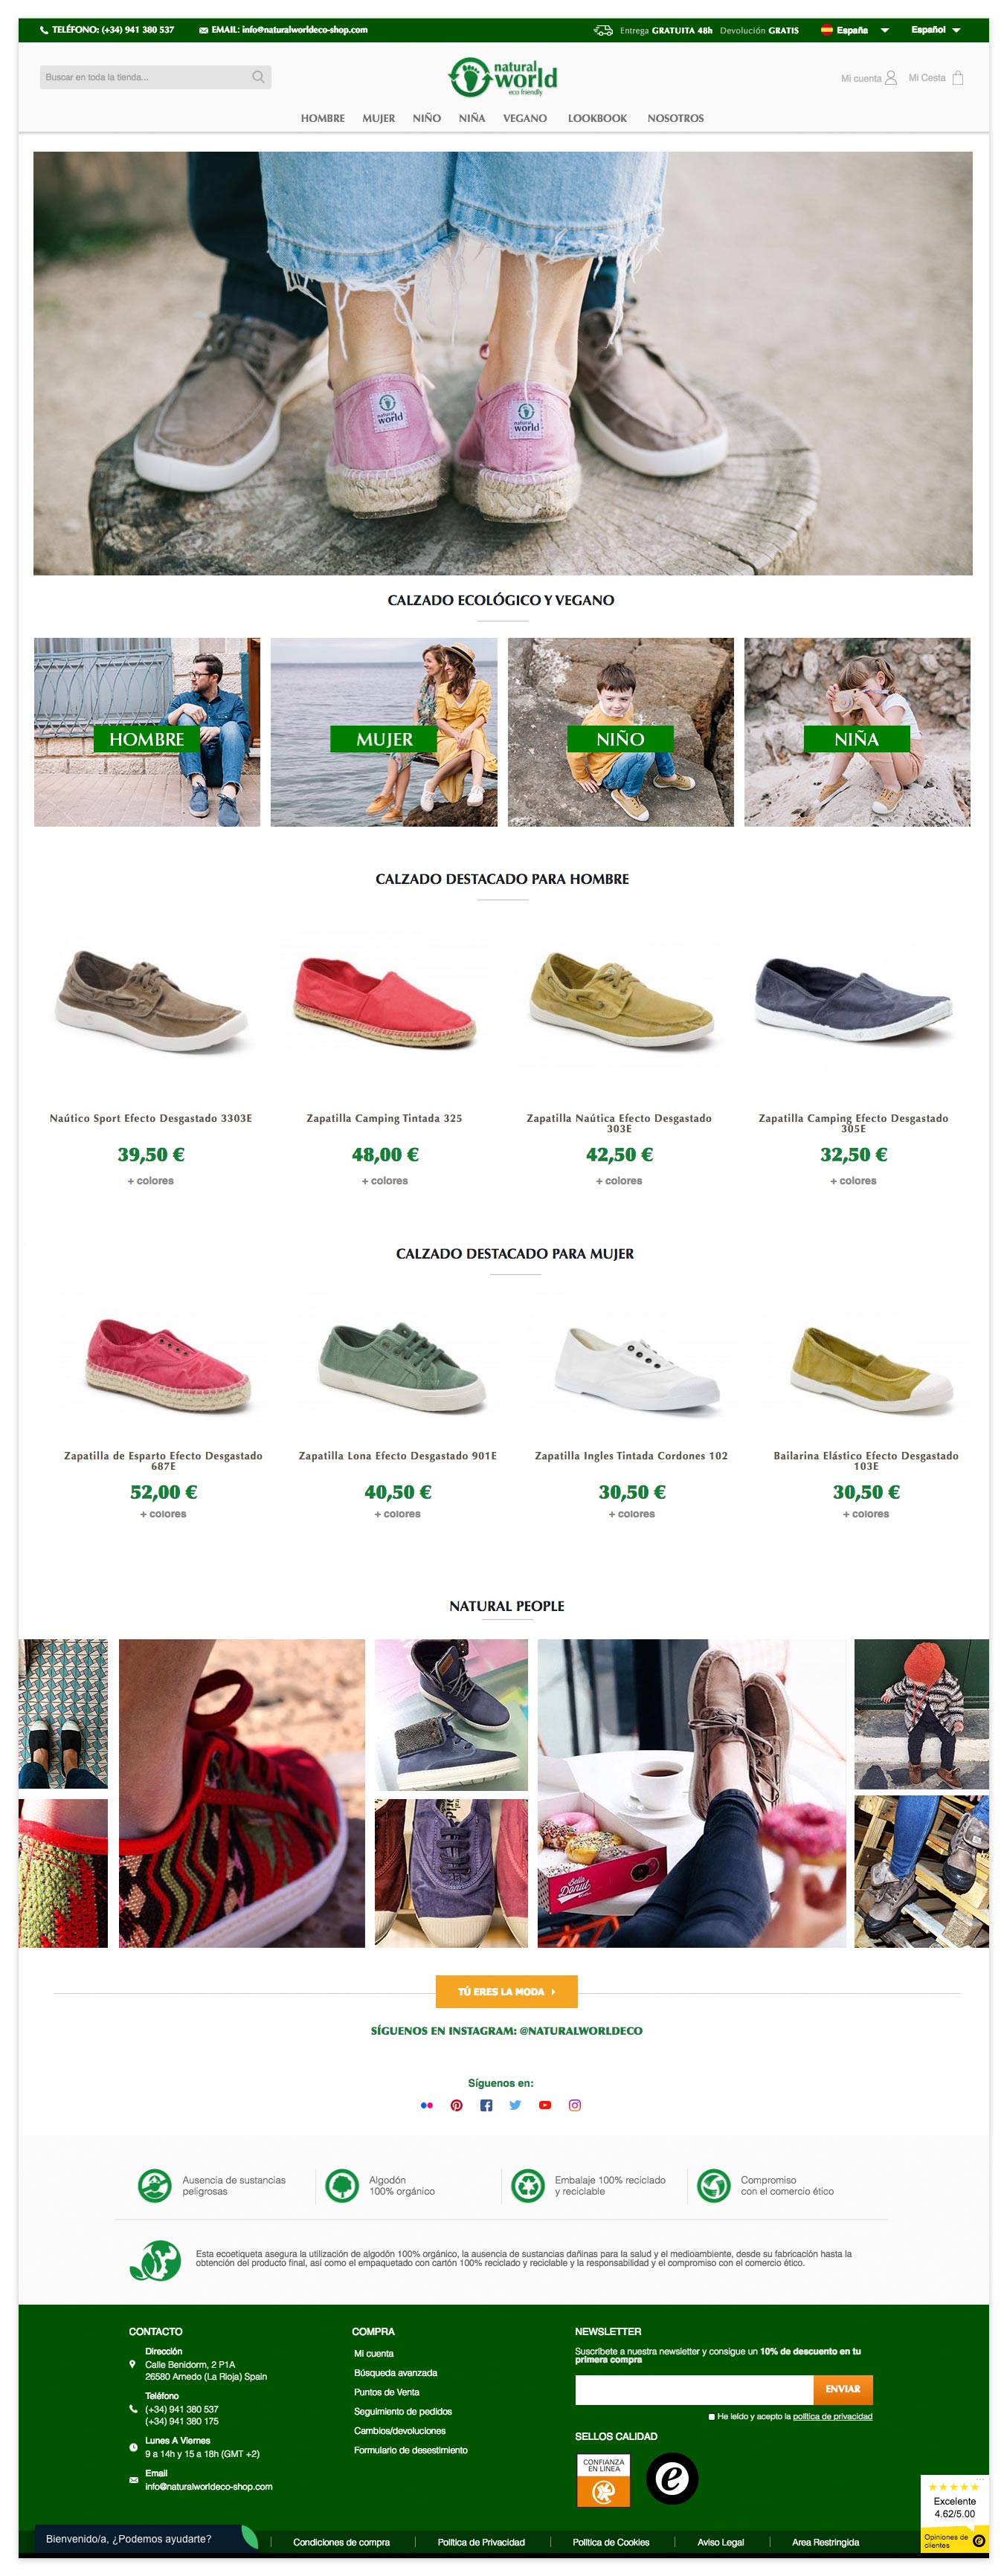 TELÉFONO: (+34) 941 380 537
EMAIL: info@naturalworldeco-shop.com
Entrega GRATUITA 48h
Devolución GRATIS
España
Español
Buscar en toda la tienda...
natural
world
eco friendly
Mi cuenta
Mi Cesta
HOMBRE
MUJER
NIÑO
NIÑA
VEGANO
LOOKBOOK
NOSOTROS
natural
world
natural
world
CALZADO ECOLÓGICO Y VEGANO
HOMBRE
MUJER
NIÑO
NIÑA
CALZADO DESTACADO PARA HOMBRE
Naútico Sport Efecto Desgastado 3303E
39,50 €
+ colores
Zapatilla Camping Tintada 325
48,00 €
+ colores
Zapatilla Naútica Efecto Desgastado
303E
42,50 €
+ colores
Zapatilla Camping Efecto Desgastado
305E
32,50 €
+ colores
CALZADO DESTACADO PARA MUJER
Zapatilla de Esparto Efecto Desgastado
687E
52,00 €
+ colores
Zapatilla Lona Efecto Desgastado 901E
40,50 €
+ colores
Zapatilla Ingles Tintada Cordones 102
30,50 €
+ colores
Bailarina Elástico Efecto Desgastado
103E
30,50 €
+ colores
NATURAL PEOPLE
Donut
TÚ ERES LA MODA
SÍGUENOS EN INSTAGRAM: @NATURALWORLDECO
Síguenos en:
Ausencia de sustancias
peligrosas
Algodón
100% orgánico
Embalaje 100% reciclado
y reciclable
Compromiso
con el comercio ético
Esta ecoetiqueta asegura la utilización de algodón 100% orgánico, la ausencia de sustancias dañinas para la salud y el medioambiente, desde su fabricación hasta la
obtención del producto final, así como el empaquetado con cartón 100% reciclado y reciclable y la responsabilidad y el compromiso con el comercio ético.
CONTACTO
Dirección
Calle Benidorm, 2 P1A
26580 Arnedo (La Rioja) Spain
Teléfono
(+34) 941 380 537
(+34) 941 380 175
Lunes A Viernes
9 a 14h y 15 a 18h (GMT +2)
Email
info@naturalworldeco-shop.com
COMPRA
Mi cuenta
Búsqueda avanzada
Puntos de Venta
Seguimiento de pedidos
Cambios/devoluciones
Formulario de desestimiento
NEWSLETTER
Suscríbete a nuestra newsletter y consigue un 10% de descuento en tu
primera compra
ENVIAR
He leído y acepto la política de privacidad
SELLOS CALIDAD
CONFIANZA
EN LINEA
e
Excelente
4.62/5.00
Opiniones de
clientes
e
Bienvenido/a, ¿Podemos ayudarte?
Condiciones de compra
Política de Privacidad
Política de Cookies
Aviso Legal
Area Restringida